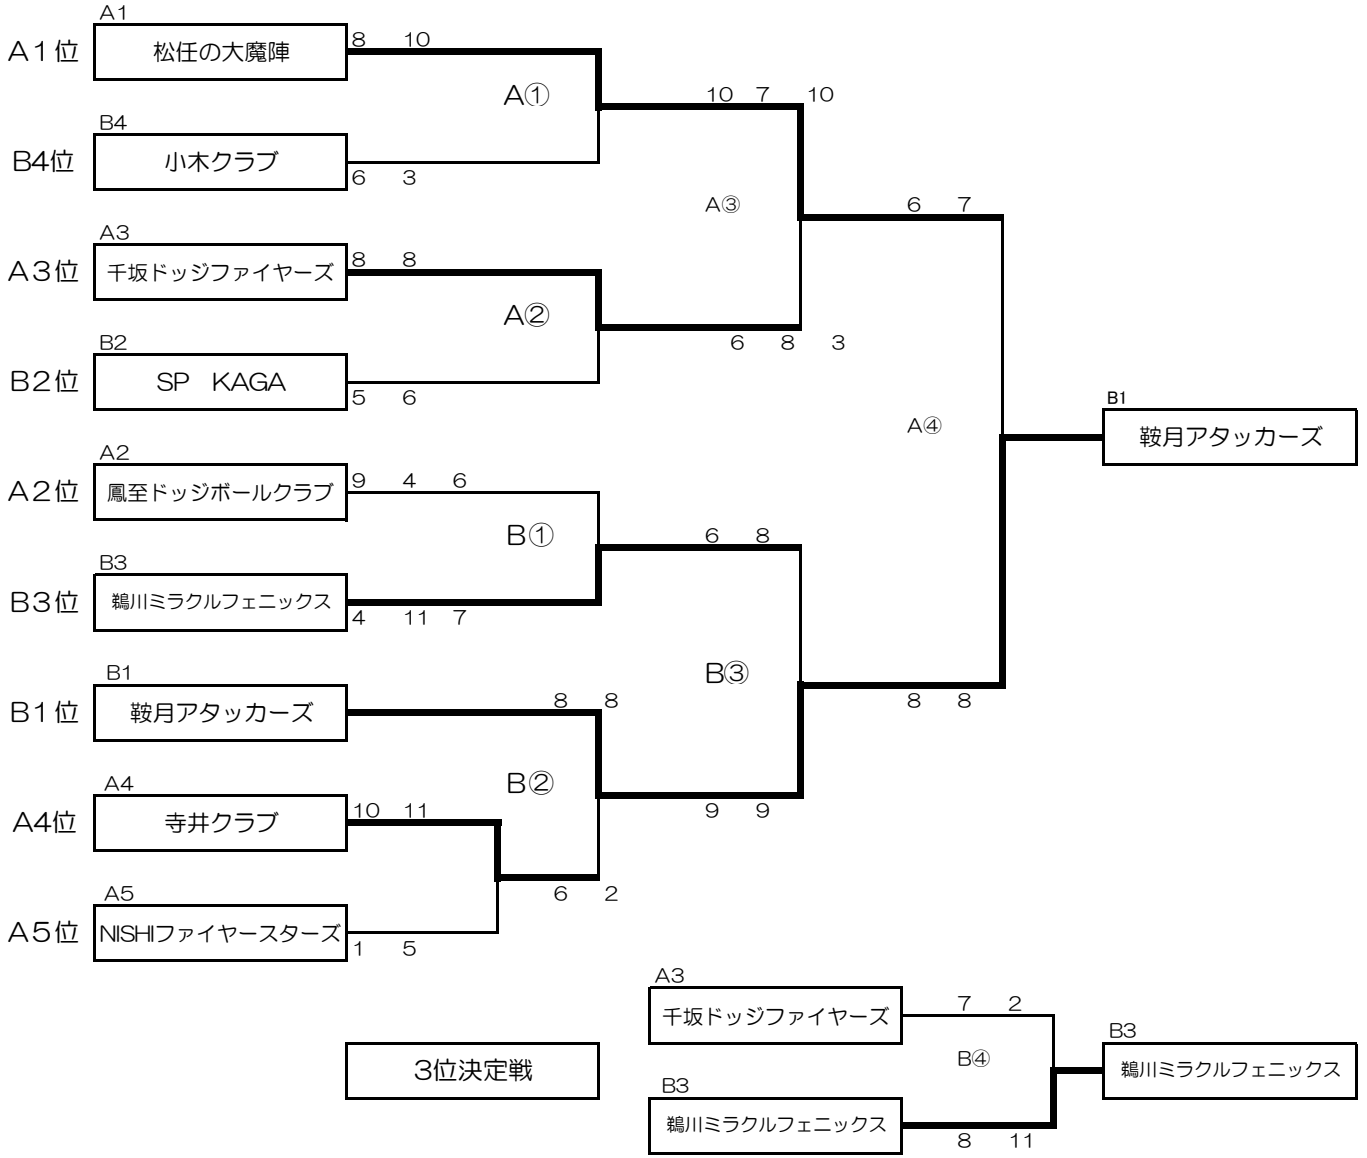 A1
A１位 松任の大魔陣 8 10
A① 10 7 10
B4
B4位 小木クラブ 6 3
A③ 6 7
A3
A３位 千坂ドッジファイヤーズ 8 8
A②
6 8 3
B2
B２位 SP　KAGA 5 6
B1
A④ 鞍月アタッカーズ
A2
A２位 鳳至ドッジボールクラブ 9 4 6
B① 6 8
B3
B３位 鵜川ミラクルフェニックス 4 11 7
B③
B1
B１位 鞍月アタッカーズ 8 8
8 8
B②
A4
A4位 寺井クラブ 10 11
9 9
6 2
A5
A５位 NISHIファイヤースターズ 1 5
A3
千坂ドッジファイヤーズ 7 2
3位決定戦
B④
B3
鵜川ミラクルフェニックス
B3
鵜川ミラクルフェニックス 8 11